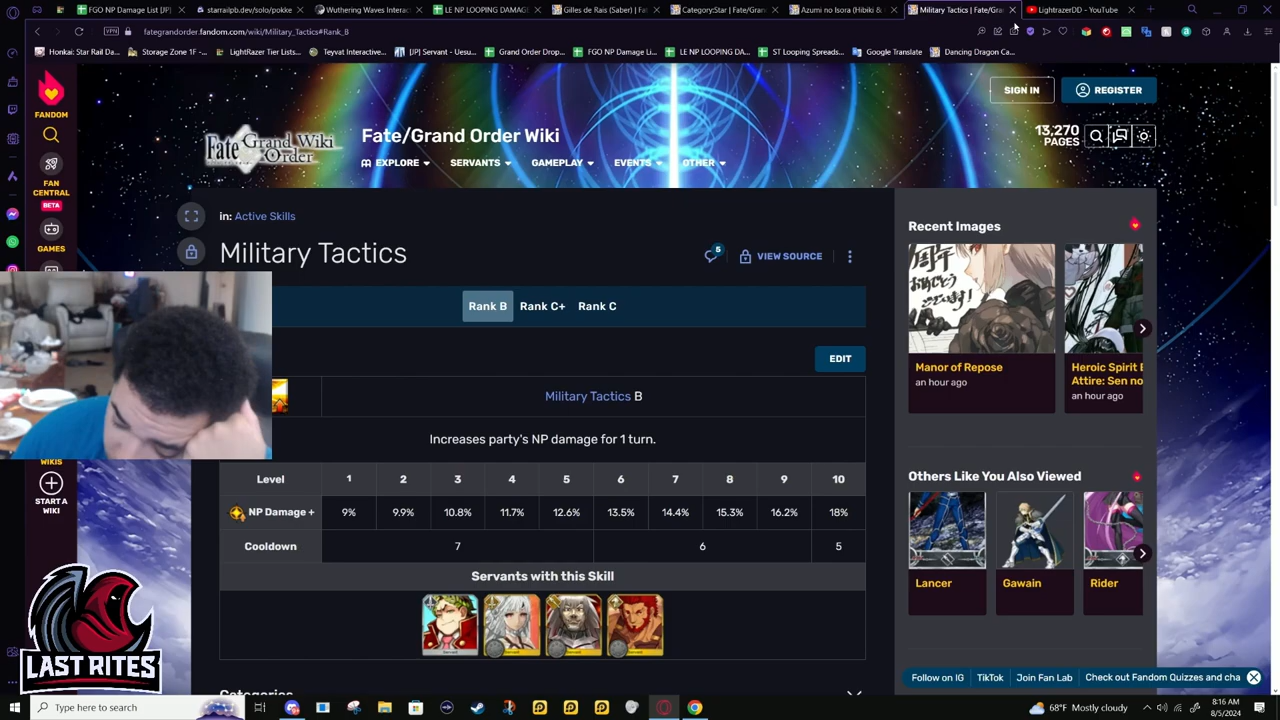 FGO NP Damage List [JP]
starrailpb.dev/solo/pokke
Wuthering Waves Interac
LE NP LOOPING DAMAGE
Gilles de Rais (Saber) | Fat
Category:Star | Fate/Gran
Azumi no Isora (Hibiki &
Military Tactics | Fate/Gra
LightrazerDD - YouTube
VPN
fategrandorder.fandom.com/wiki/Military_Tactics#Rank_B
Honkai: Star Rail Da...
Storage Zone 1F -...
LightRazer Tier Lists...
Teyvat Interactive...
[JP] Servant - Uesu...
Grand Order Drop...
FGO NP Damage Li...
LE NP LOOPING DA...
ST Looping Spreads...
Google Translate
Dancing Dragon Ca...
FANDOM
FAN
CENTRAL
BETA
GAMES
SIGN IN
REGISTER
Fate Grand Order Wiki
Fate/Grand Order Wiki
13,270
PAGES
EXPLORE
SERVANTS
GAMEPLAY
EVENTS
OTHER
in: Active Skills
Military Tactics
5
VIEW SOURCE
Rank B
Rank C+
Rank C
EDIT
Military Tactics B
Increases party's NP damage for 1 turn.
Level 1 2 3 4 5 6 7 8 9 10
NP Damage + 9% 9.9% 10.8% 11.7% 12.6% 13.5% 14.4% 15.3% 16.2% 18%
Cooldown 7 6 5
Servants with this Skill
Categories
Recent Images
Manor of Repose
an hour ago
Heroic Spirit
Attire: Sen no
an hour ago
Others Like You Also Viewed
Lancer
Gawain
Rider
WIKIS
START A
WIKI
LAST RITES
Follow on IG
TikTok
Join Fan Lab
Check out Fandom Quizzes and cha
Type here to search
68°F Mostly cloudy
8:16 AM
8/5/2024